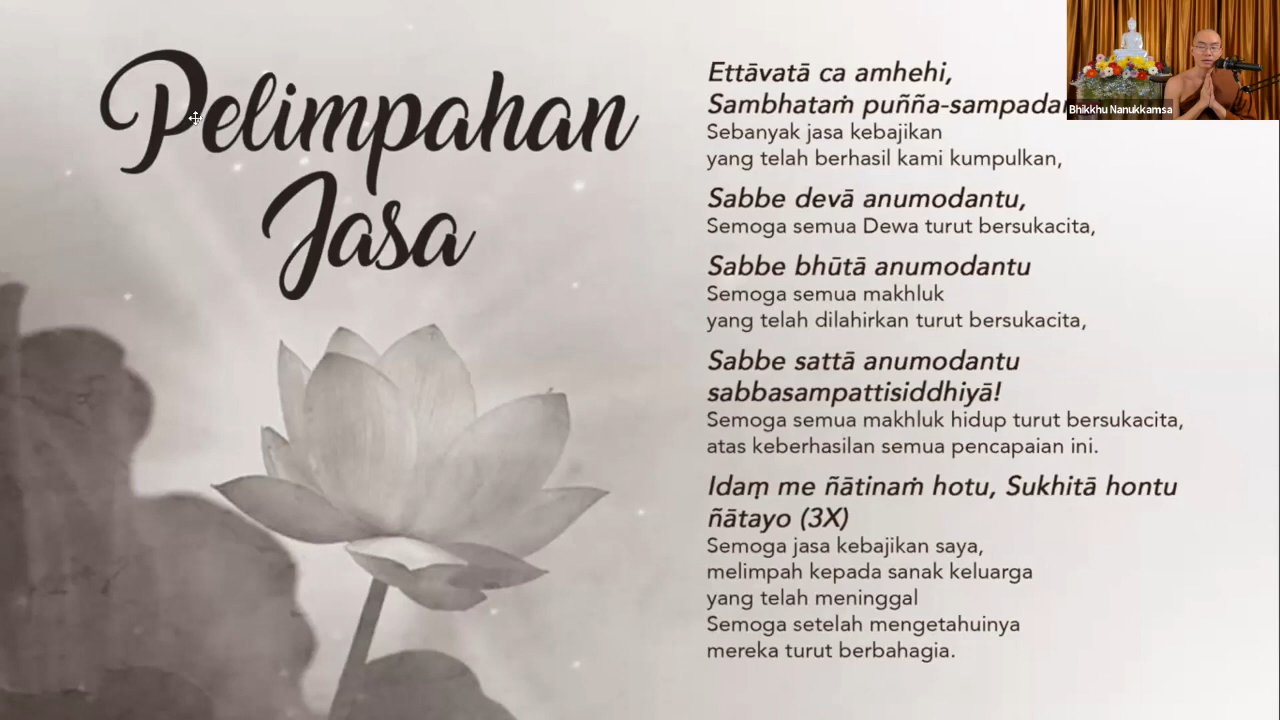 Pelimpahan
Jasa
Ettāvatā ca amhehi,
Sambhataṁ puñña-sampadaṁ
Sebanyak jasa kebajikan
yang telah berhasil kami kumpulkan,
Sabbe devā anumodantu,
Semoga semua Dewa turut bersukacita,
Sabbe bhūtā anumodantu
Semoga semua makhluk
yang telah dilahirkan turut bersukacita,
Sabbe sattā anumodantu
sabbasampattisiddhiyā!
Semoga semua makhluk hidup turut bersukacita,
atas keberhasilan semua pencapaian ini.
Idaṃ me ñātinaṁ hotu, Sukhitā hontu
ñātayo (3X)
Semoga jasa kebajikan saya,
melimpah kepada sanak keluarga
yang telah meninggal
Semoga setelah mengetahuinya
mereka turut berbahagia.
Bhikkhu Nanukkamsa